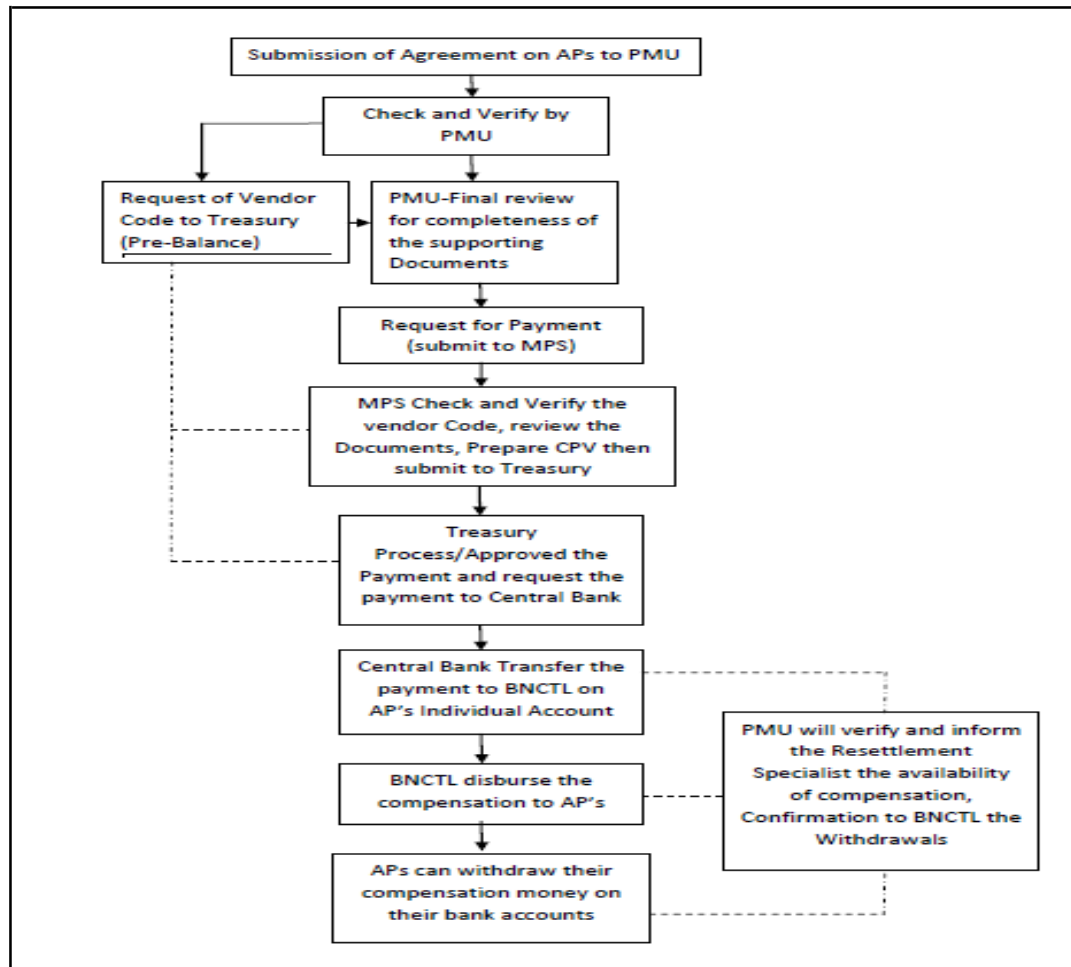 Submission of Agreement on APs to PMU
Check and Verify by
PMU
Request of Vendor
Code to Treasury
(Pre-Balance)
PMU-Final review
for completeness of
the supporting
Documents
Request for Payment
(submit to MPS)
MPS Check and Verify the
vendor Code, review the
Documents, Prepare CPV then
submit to Treasury
Treasury
Process/Approved the
Payment and request the
payment to Central Bank
Central Bank Transfer the
payment to BNCTL on
AP's Individual Account
PMU will verify and inform
the Resettlement
Specialist the availability
of compensation,
Confirmation to BNCTL the
Withdrawals
BNCTL disburse the
compensation to AP's
APs can withdraw their
compensation money on
their bank accounts